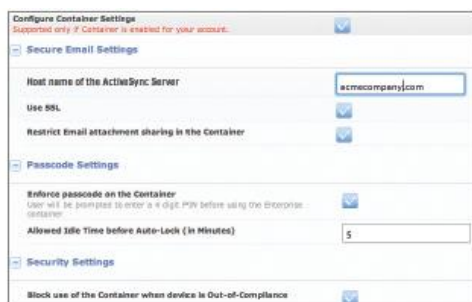 Configure Container Settings
Supported only if Container is enabled for your account.
Secure Email Settings
Host name of the ActiveSync Server
acmecompany.com
Use SSL
Restrict Email attachment sharing in the Container
Passcode Settings
Enforce passcode on the Container
User will be prompted to enter a 4 digit PIN before using the Enterprise
container
Allowed Idle Time before Auto-Lock (in Minutes)
5
Security Settings
Block use of the Container when device is Out-of-Compliance